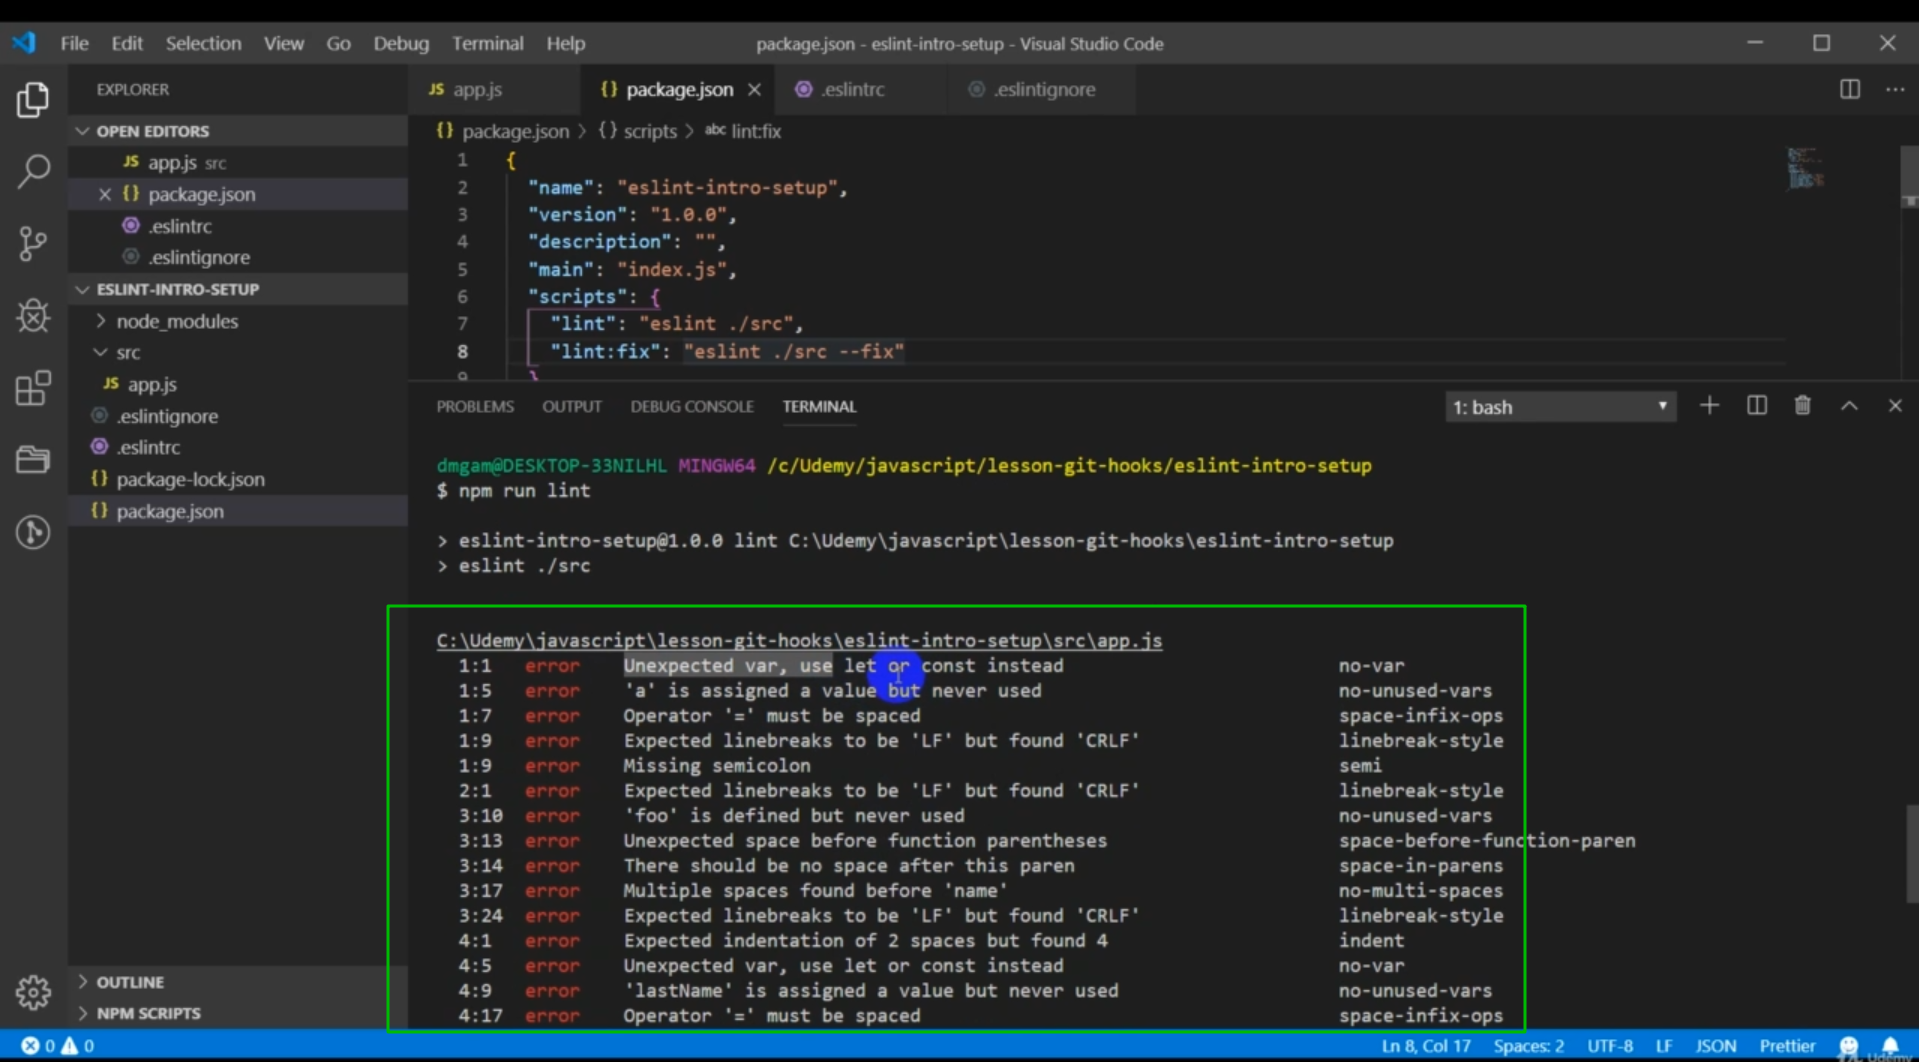 File Edit Selection View Go Debug Terminal Help package.json - eslint-intro-setup - Visual Studio Code
EXPLORER
OPEN EDITORS
JS app.js src
{} package.json
.eslintrc
.eslintignore
ESLINT-INTRO-SETUP
node_modules
src
JS app.js
.eslintignore
.eslintrc
{} package-lock.json
{} package.json
OUTLINE
NPM SCRIPTS
JS app.js {} package.json .eslintrc .eslintignore
{} package.json > {} scripts > abc lint:fix
1 {
2 "name": "eslint-intro-setup",
3 "version": "1.0.0",
4 "description": "",
5 "main": "index.js",
6 "scripts": {
7 "lint": "eslint ./src",
8 "lint:fix": "eslint ./src --fix"
9 }
PROBLEMS OUTPUT DEBUG CONSOLE TERMINAL 1: bash
dmgam@DESKTOP-33NILHL MINGW64 /c/Udemy/javascript/lesson-git-hooks/eslint-intro-setup
$ npm run lint
> eslint-intro-setup@1.0.0 lint C:\Udemy\javascript\lesson-git-hooks\eslint-intro-setup
> eslint ./src
C:\Udemy\javascript\lesson-git-hooks\eslint-intro-setup\src\app.js
1:1 error Unexpected var, use let or const instead no-var
1:5 error 'a' is assigned a value but never used no-unused-vars
1:7 error Operator '=' must be spaced space-infix-ops
1:9 error Expected linebreaks to be 'LF' but found 'CRLF' linebreak-style
1:9 error Missing semicolon semi
2:1 error Expected linebreaks to be 'LF' but found 'CRLF' linebreak-style
3:10 error 'foo' is defined but never used no-unused-vars
3:13 error Unexpected space before function parentheses space-before-function-paren
3:14 error There should be no space after this paren space-in-parens
3:17 error Multiple spaces found before 'name' no-multi-spaces
3:24 error Expected linebreaks to be 'LF' but found 'CRLF' linebreak-style
4:1 error Expected indentation of 2 spaces but found 4 indent
4:5 error Unexpected var, use let or const instead no-var
4:9 error 'lastName' is assigned a value but never used no-unused-vars
4:17 error Operator '=' must be spaced space-infix-ops
0 0 Ln 8, Col 17 Spaces: 2 UTF-8 LF JSON Prettier
Udemy